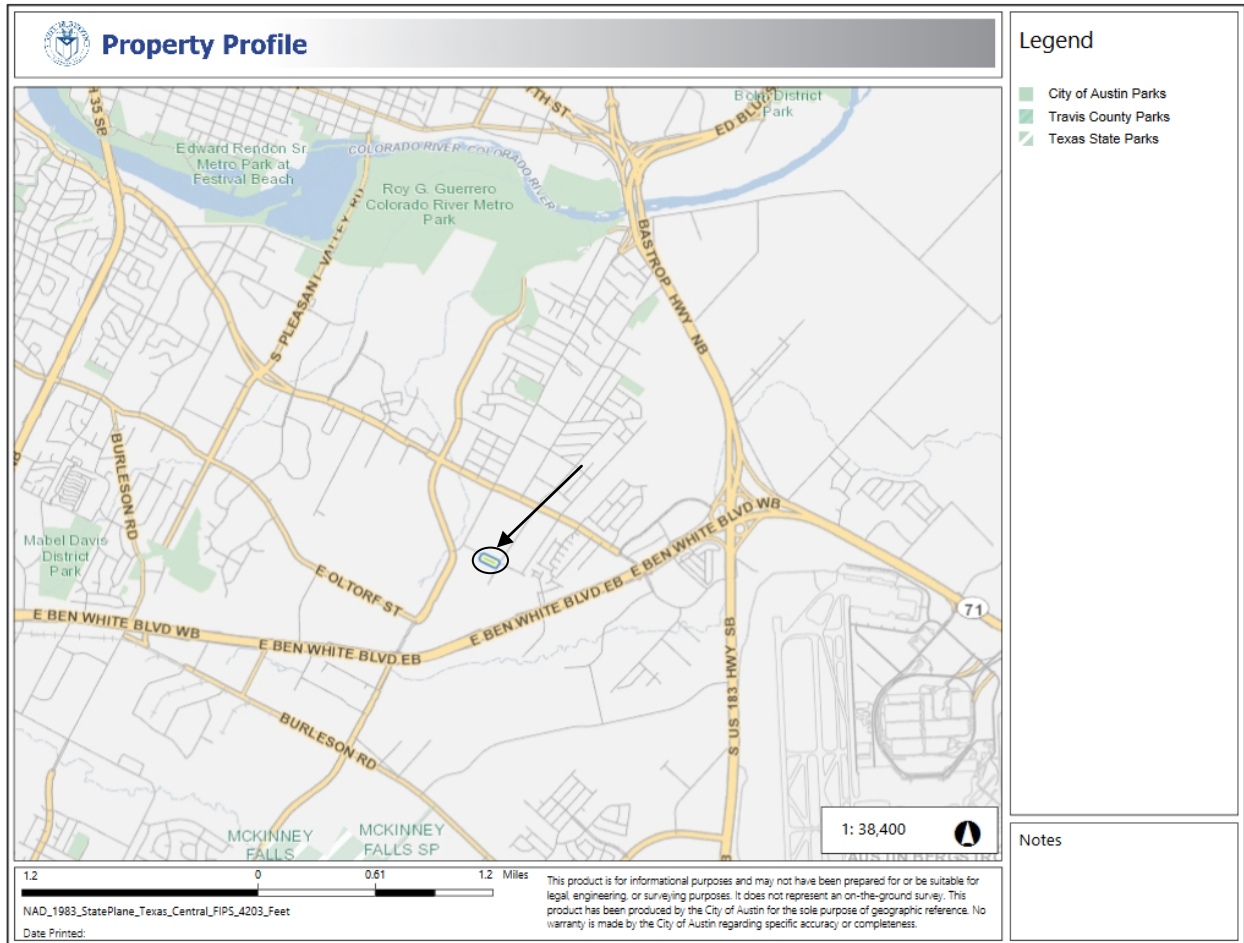 Property Profile
Legend
City of Austin Parks
Travis County Parks
Texas State Parks
H 35 SB
7TH ST
ED BLUE
Bolm District
Park
Edward Rendon Sr.
Metro Park at
Festival Beach
COLORADO RIVER
COLORADO RIVER
Roy G. Guerrero
Colorado River Metro
Park
S PLEASANT VALLEY RD
BASTROP HWY NB
BURLESON RD
E BEN WHITE BLVD WB
Mabel Davis
District
Park
E OLTORF ST
E BEN WHITE BLVD EB
E BEN WHITE BLVD WB
E BEN WHITE BLVD EB
E BEN WHITE BLVD EB
71
S US 183 HWY SB
BURLESON RD
MCKINNEY
FALLS
MCKINNEY
FALLS SP
1: 38,400
Notes
1.2
0
0.61
1.2
Miles
NAD_1983_StatePlane_Texas_Central_FIPS_4203_Feet
Date Printed:
This product is for informational purposes and may not have been prepared for or be suitable for
legal, engineering, or surveying purposes. It does not represent an on-the-ground survey. This
product has been produced by the City of Austin for the sole purpose of geographic reference. No
warranty is made by the City of Austin regarding specific accuracy or completeness.